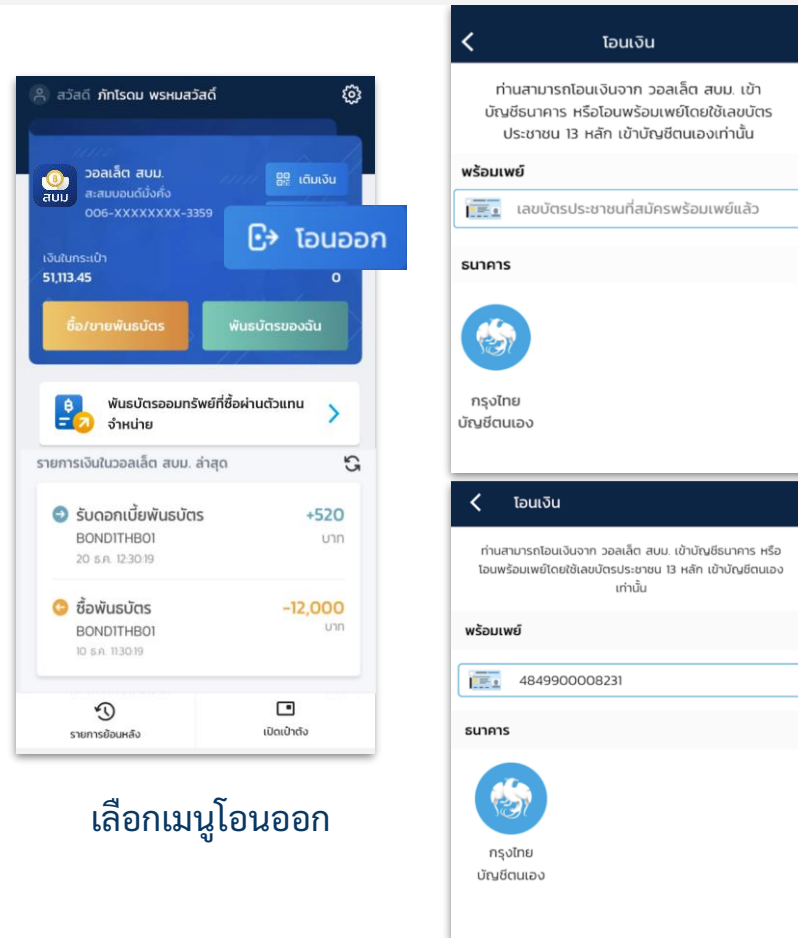 สวัสดี ภัทโรดม พรหมสวัสดิ์
วอลเล็ต สบม.
สะสมบอนด์มั่งคั่ง
006-XXXXXXXX-3359
สบม
เติมเงิน
โอนออก
เงินในกระเป๋า
51,113.45
0
ซื้อ/ขายพันธบัตร
พันธบัตรของฉัน
พันธบัตรออมทรัพย์ที่ซื้อผ่านตัวแทน
จำหน่าย
รายการเงินในวอลเล็ต สบม. ล่าสุด
รับดอกเบี้ยพันธบัตร
+520
BOND1THB01
บาท
20 ธ.ค. 12:30:19
ซื้อพันธบัตร
-12,000
BOND1THB01
บาท
10 ธ.ค. 11:30:19
รายการย้อนหลัง
เปิดเป๋าตัง
เลือกเมนูโอนออก
โอนเงิน
ท่านสามารถโอนเงินจาก วอลเล็ต สบม. เข้า
บัญชีธนาคาร หรือโอนพร้อมเพย์โดยใช้เลขบัตร
ประชาชน 13 หลัก เข้าบัญชีตนเองเท่านั้น
พร้อมเพย์
เลขบัตรประชาชนที่สมัครพร้อมเพย์แล้ว
ธนาคาร
กรุงไทย
บัญชีตนเอง
โอนเงิน
ท่านสามารถโอนเงินจาก วอลเล็ต สบม. เข้าบัญชีธนาคาร หรือ
โอนพร้อมเพย์โดยใช้เลขบัตรประชาชน 13 หลัก เข้าบัญชีตนเอง
เท่านั้น
พร้อมเพย์
4849900008231
ธนาคาร
กรุงไทย
บัญชีตนเอง